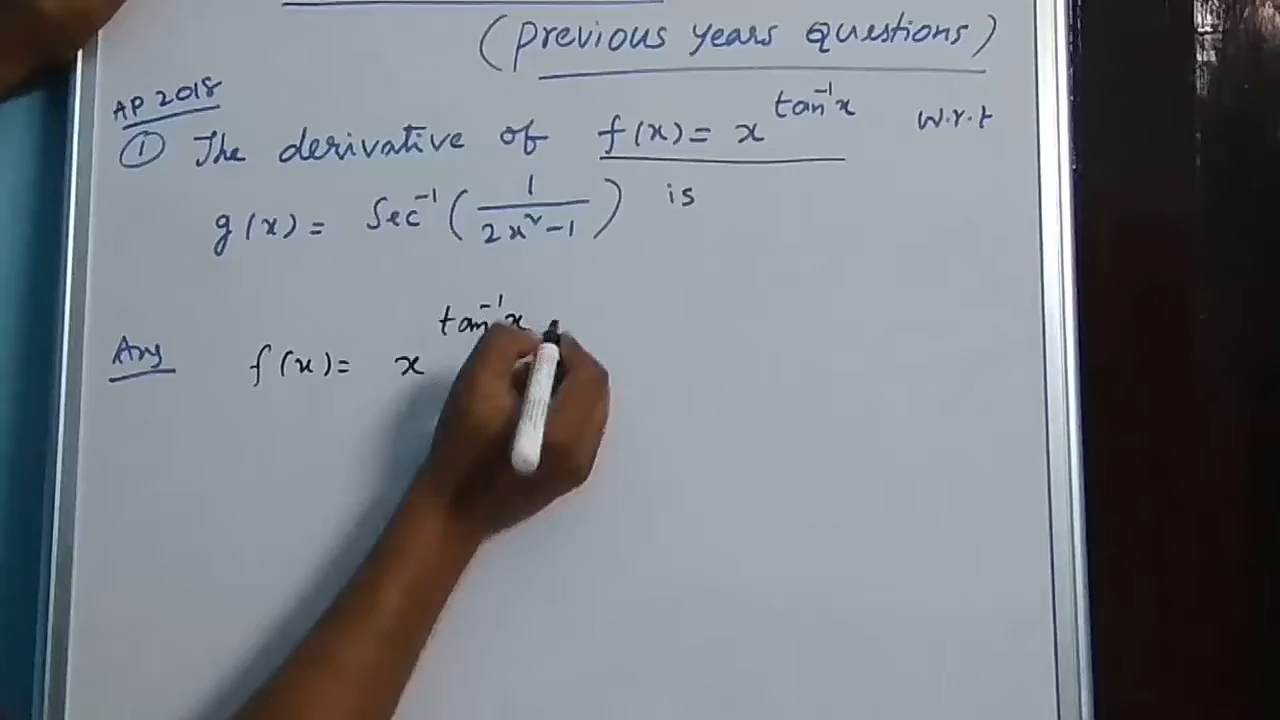 (Previous years questions)
AP 2018
① The derivative of f(x) = x^tan⁻¹x w.r.t
g(x) = Sec⁻¹(1/(2x²-1)) is
Ans f(x) = x^tan⁻¹x